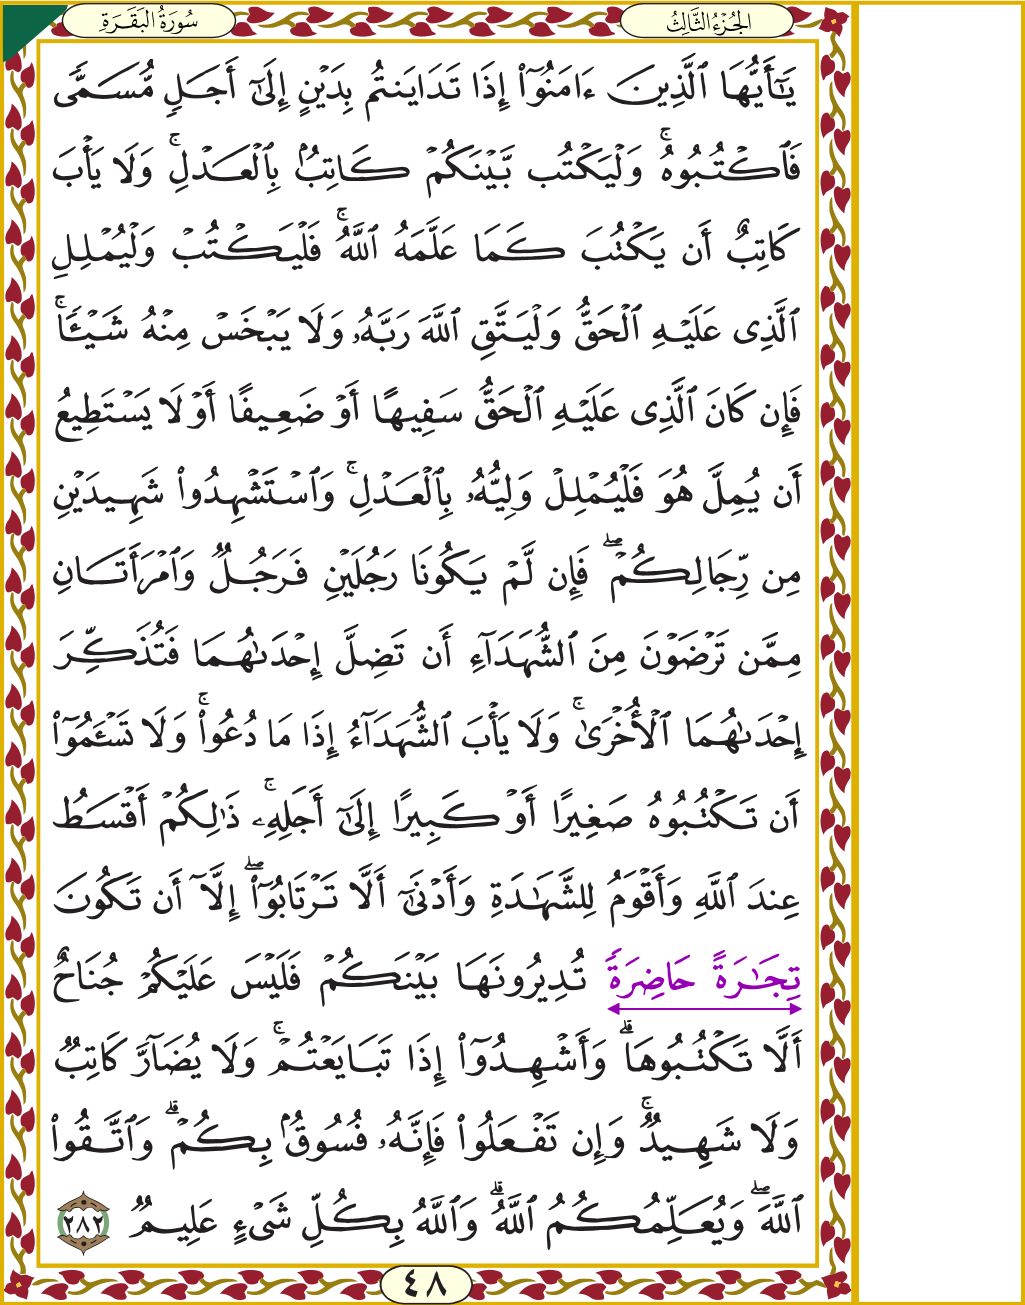 سُورَةُ الْبَقَرَةِ
الْجُزْءُ الثَّالِثُ
يَٰٓأَيُّهَا ٱلَّذِينَ ءَامَنُوٓا۟ إِذَا تَدَايَنتُم بِدَيْنٍ إِلَىٰٓ أَجَلٍ مُّسَمًّى
فَٱكْتُبُوهُ ۚ وَلْيَكْتُب بَّيْنَكُمْ كَاتِبٌۢ بِٱلْعَدْلِ ۚ وَلَا يَأْبَ
كَاتِبٌ أَن يَكْتُبَ كَمَا عَلَّمَهُ ٱللَّهُ ۚ فَلْيَكْتُبْ وَلْيُمْلِلِ
ٱلَّذِى عَلَيْهِ ٱلْحَقُّ وَلْيَتَّقِ ٱللَّهَ رَبَّهُۥ وَلَا يَبْخَسْ مِنْهُ شَيْـًٔا ۚ
فَإِن كَانَ ٱلَّذِى عَلَيْهِ ٱلْحَقُّ سَفِيهًا أَوْ ضَعِيفًا أَوْ لَا يَسْتَطِيعُ
أَن يُمِلَّ هُوَ فَلْيُمْلِلْ وَلِيُّهُۥ بِٱلْعَدْلِ ۚ وَٱسْتَشْهِدُوا۟ شَهِيدَيْنِ
مِن رِّجَالِكُمْ ۖ فَإِن لَّمْ يَكُونَا رَجُلَيْنِ فَرَجُلٌ وَٱمْرَأَتَانِ
مِمَّن تَرْضَوْنَ مِنَ ٱلشُّهَدَآءِ أَن تَضِلَّ إِحْدَىٰهُمَا فَتُذَكِّرَ
إِحْدَىٰهُمَا ٱلْأُخْرَىٰ ۚ وَلَا يَأْبَ ٱلشُّهَدَآءُ إِذَا مَا دُعُوا۟ ۚ وَلَا تَسْـَٔمُوٓا۟
أَن تَكْتُبُوهُ صَغِيرًا أَوْ كَبِيرًا إِلَىٰٓ أَجَلِهِۦ ۚ ذَٰلِكُمْ أَقْسَطُ
عِندَ ٱللَّهِ وَأَقْوَمُ لِلشَّهَٰدَةِ وَأَدْنَىٰٓ أَلَّا تَرْتَابُوٓا۟ ۖ إِلَّآ أَن تَكُونَ
تِجَٰرَةً حَاضِرَةً تُدِيرُونَهَا بَيْنَكُمْ فَلَيْسَ عَلَيْكُمْ جُنَاحٌ
أَلَّا تَكْتُبُوهَا ۗ وَأَشْهِدُوٓا۟ إِذَا تَبَايَعْتُمْ ۚ وَلَا يُضَآرَّ كَاتِبٌ
وَلَا شَهِيدٌ ۚ وَإِن تَفْعَلُوا۟ فَإِنَّهُۥ فُسُوقٌۢ بِكُمْ ۗ وَٱتَّقُوا۟
ٱللَّهَ ۖ وَيُعَلِّمُكُمُ ٱللَّهُ ۗ وَٱللَّهُ بِكُلِّ شَىْءٍ عَلِيمٌ ٢٨٢
٤٨